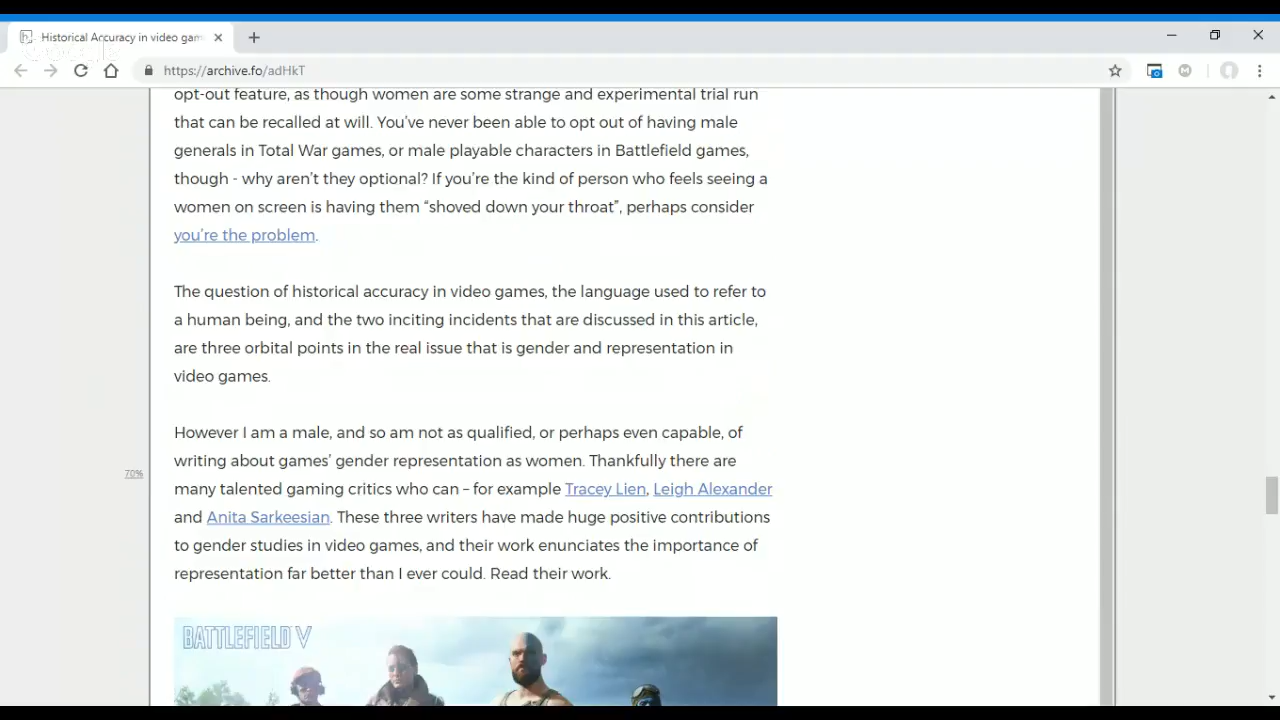 Historical Accuracy in video gam
https://archive.fo/adHkT
opt-out feature, as though women are some strange and experimental trial run
that can be recalled at will. You’ve never been able to opt out of having male
generals in Total War games, or male playable characters in Battlefield games,
though - why aren’t they optional? If you’re the kind of person who feels seeing a
women on screen is having them “shoved down your throat”, perhaps consider
you’re the problem.
The question of historical accuracy in video games, the language used to refer to
a human being, and the two inciting incidents that are discussed in this article,
are three orbital points in the real issue that is gender and representation in
video games.
However I am a male, and so am not as qualified, or perhaps even capable, of
writing about games’ gender representation as women. Thankfully there are
70%
many talented gaming critics who can – for example Tracey Lien, Leigh Alexander
and Anita Sarkeesian. These three writers have made huge positive contributions
to gender studies in video games, and their work enunciates the importance of
representation far better than I ever could. Read their work.
BATTLEFIELD V